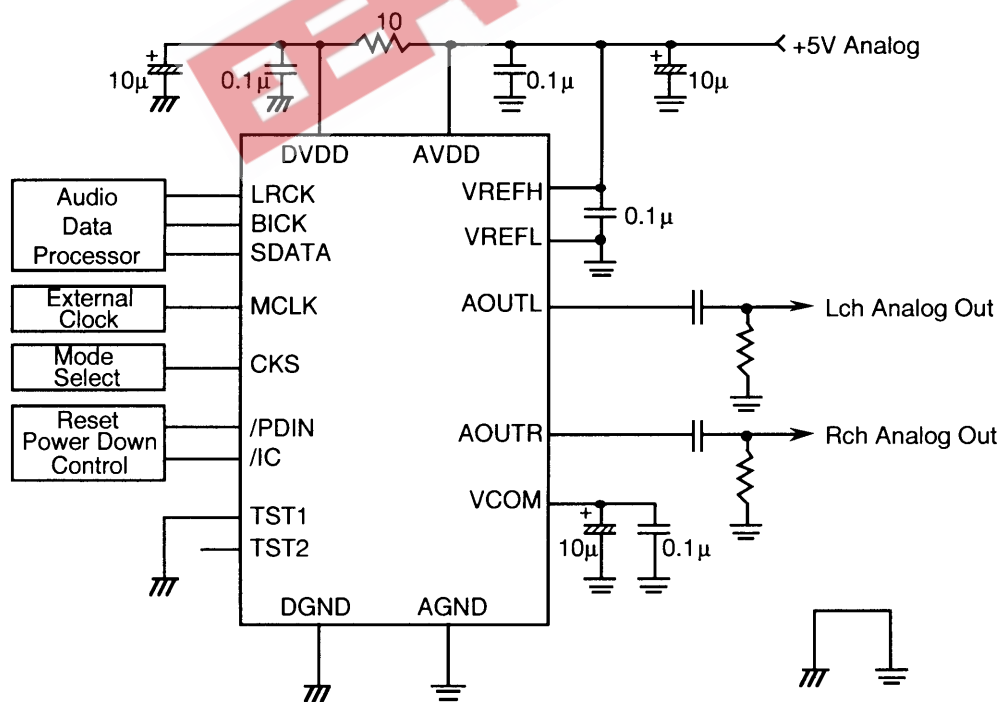 10
+5V Analog
+
10μ
0.1μ
0.1μ
+
10μ
DVDD
AVDD
Audio
Data
Processor
LRCK
BICK
SDATA
VREFH
0.1μ
VREFL
External
Clock
MCLK
AOUTL
Lch Analog Out
Mode
Select
CKS
Reset
Power Down
Control
/PDIN
/IC
AOUTR
Rch Analog Out
VCOM
+
10μ
0.1μ
TST1
TST2
DGND
AGND